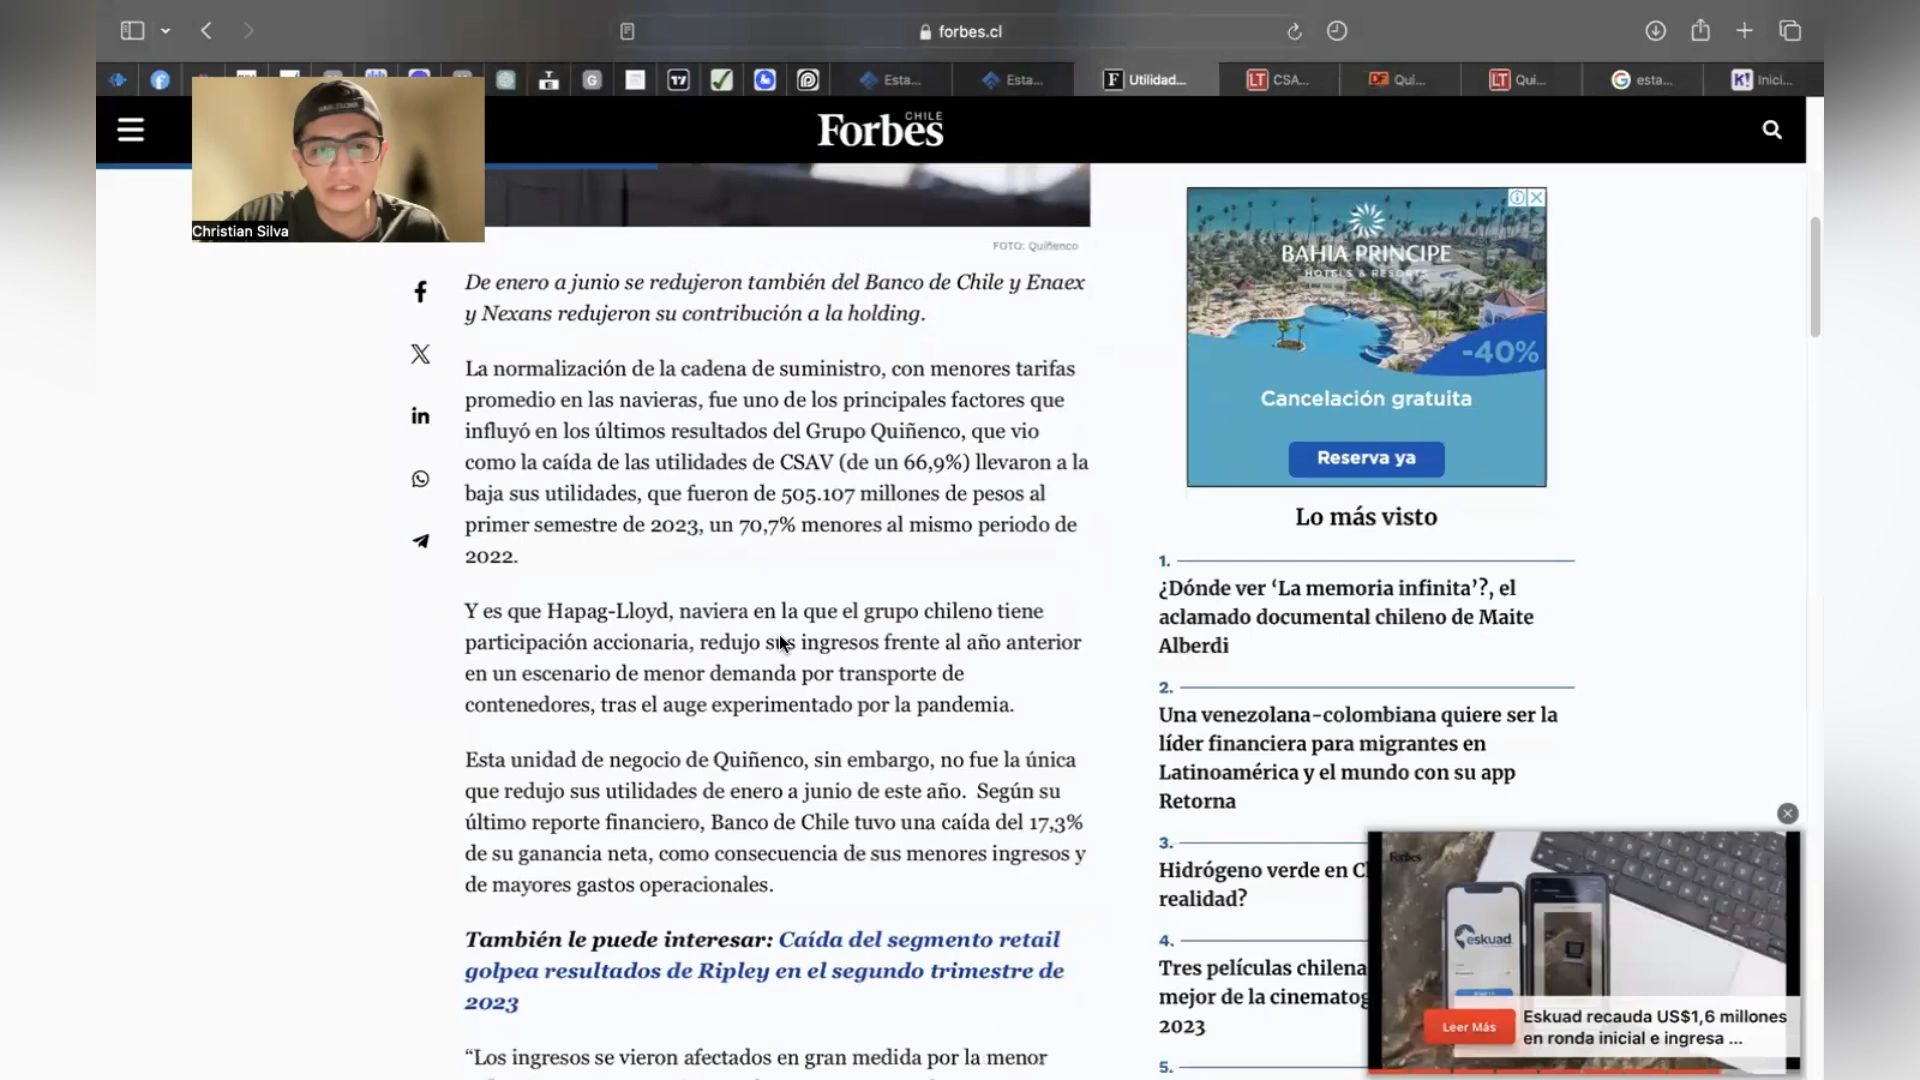 forbes.cl
Esta...
Esta...
F Utilidad...
LT CSA...
DF Qui...
LT Qui...
G esta...
K! Inici...
Forbes CHILE
Christian Silva
FOTO: Quiñenco
De enero a junio se redujeron también del Banco de Chile y Enaex
y Nexans redujeron su contribución a la holding.
La normalización de la cadena de suministro, con menores tarifas
promedio en las navieras, fue uno de los principales factores que
influyó en los últimos resultados del Grupo Quiñenco, que vio
como la caída de las utilidades de CSAV (de un 66,9%) llevaron a la
baja sus utilidades, que fueron de 505.107 millones de pesos al
primer semestre de 2023, un 70,7% menores al mismo periodo de
2022.
Y es que Hapag-Lloyd, naviera en la que el grupo chileno tiene
participación accionaria, redujo sus ingresos frente al año anterior
en un escenario de menor demanda por transporte de
contenedores, tras el auge experimentado por la pandemia.
Esta unidad de negocio de Quiñenco, sin embargo, no fue la única
que redujo sus utilidades de enero a junio de este año. Según su
último reporte financiero, Banco de Chile tuvo una caída del 17,3%
de su ganancia neta, como consecuencia de sus menores ingresos y
de mayores gastos operacionales.
También le puede interesar: Caída del segmento retail
golpea resultados de Ripley en el segundo trimestre de
2023
“Los ingresos se vieron afectados en gran medida por la menor
BAHIA PRINCIPE
HOTELS & RESORTS
-40%
Cancelación gratuita
Reserva ya
Lo más visto
1.
¿Dónde ver ‘La memoria infinita’?, el
aclamado documental chileno de Maite
Alberdi
2.
Una venezolana-colombiana quiere ser la
líder financiera para migrantes en
Latinoamérica y el mundo con su app
Retorna
3.
Hidrógeno verde en C
realidad?
4.
Tres películas chilena
mejor de la cinematog
2023
5.
Forbes
eskuad
Leer Más
Eskuad recauda US$1,6 millones
en ronda inicial e ingresa ...